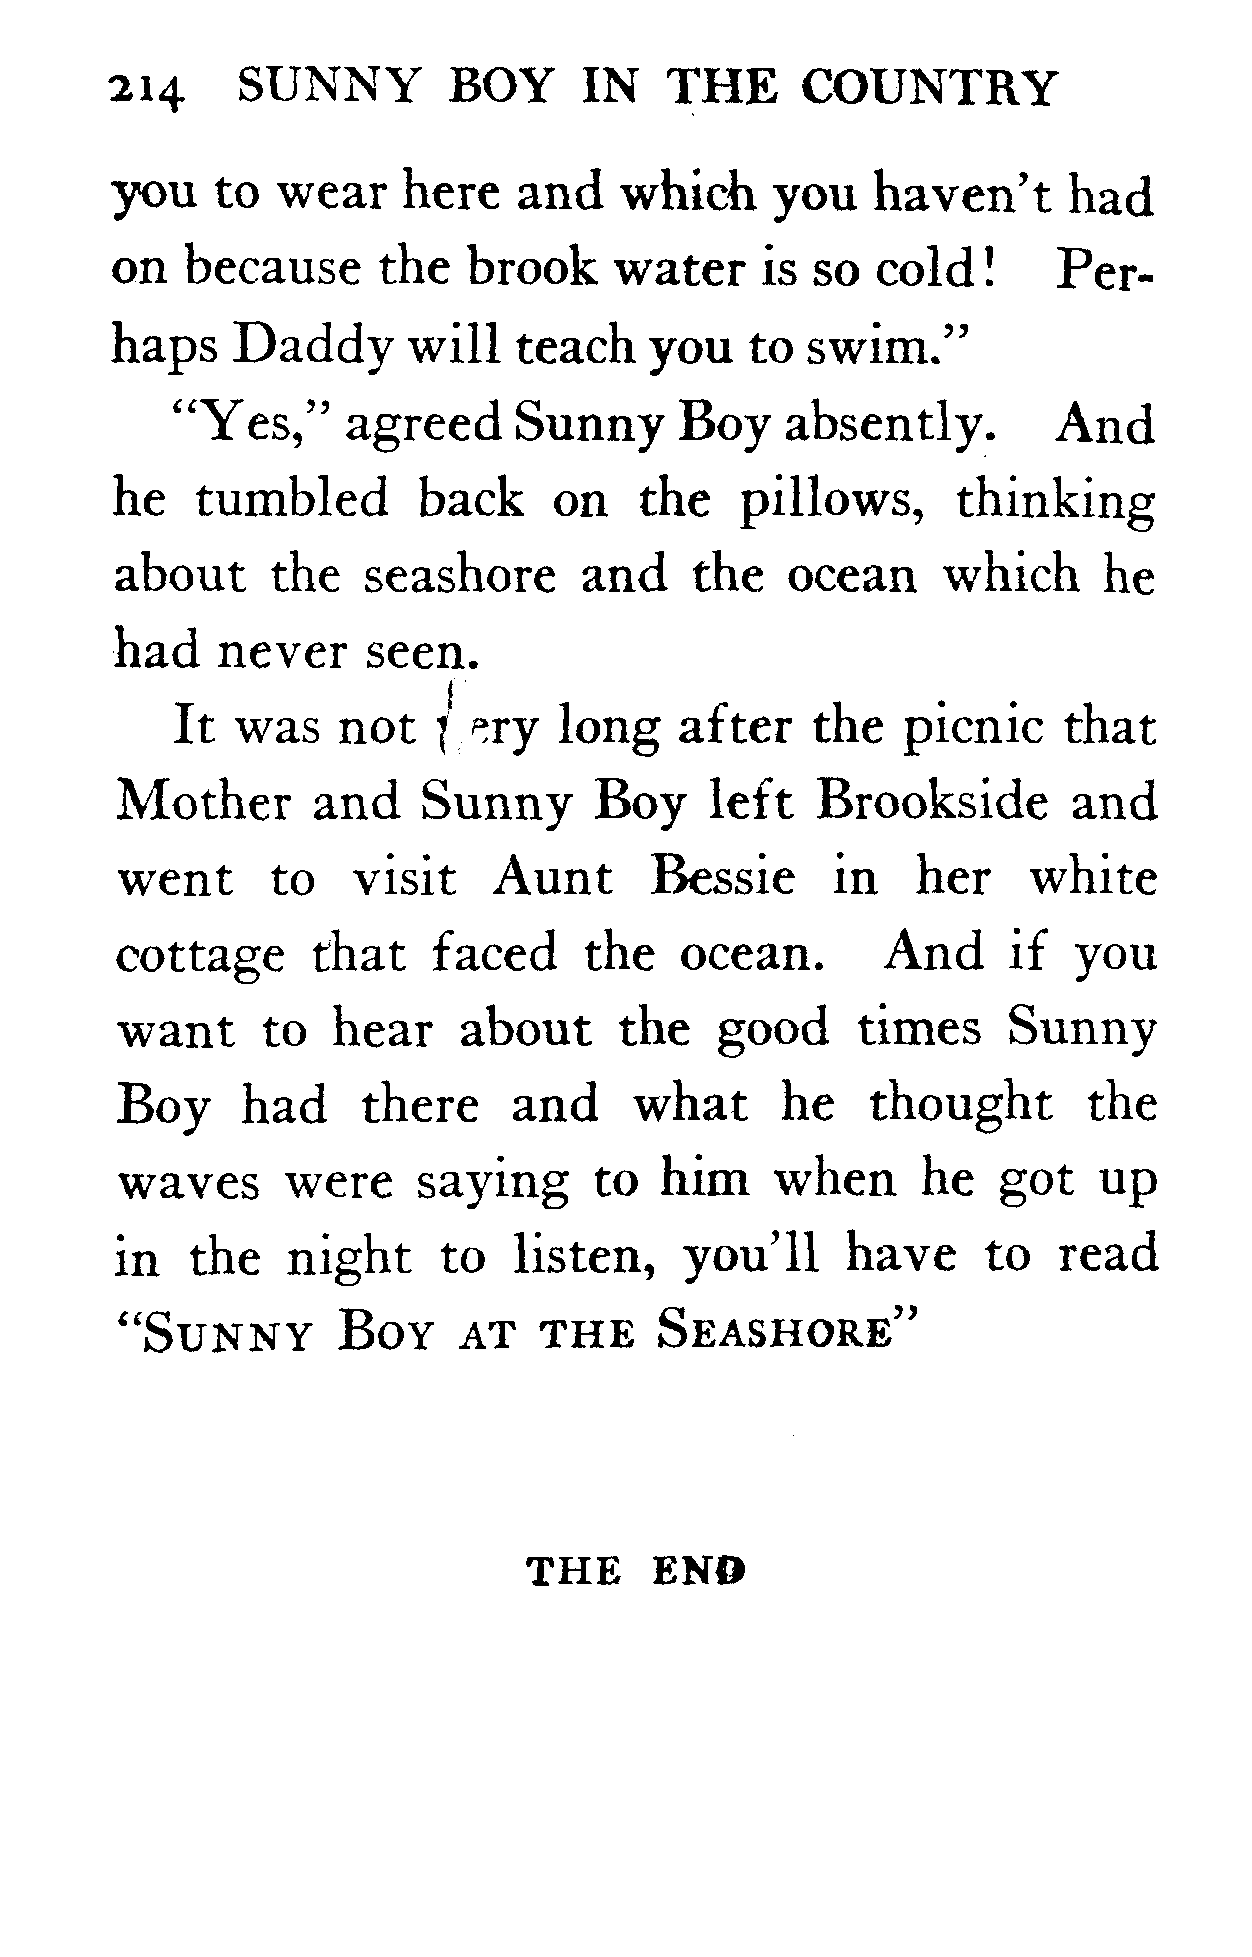 214 SUNNY BOY IN THE COUNTRY
you to wear here and which you haven't had
on because the brook water is so cold! Per-
haps Daddy will teach you to swim."
"Yes," agreed Sunny Boy absently. And
he tumbled back on the pillows, thinking
about the seashore and the ocean which he
had never seen.
It was not very long after the picnic that
Mother and Sunny Boy left Brookside and
went to visit Aunt Bessie in her white
cottage that faced the ocean. And if you
want to hear about the good times Sunny
Boy had there and what he thought the
waves were saying to him when he got up
in the night to listen, you'll have to read
"SUNNY BOY AT THE SEASHORE"
THE END